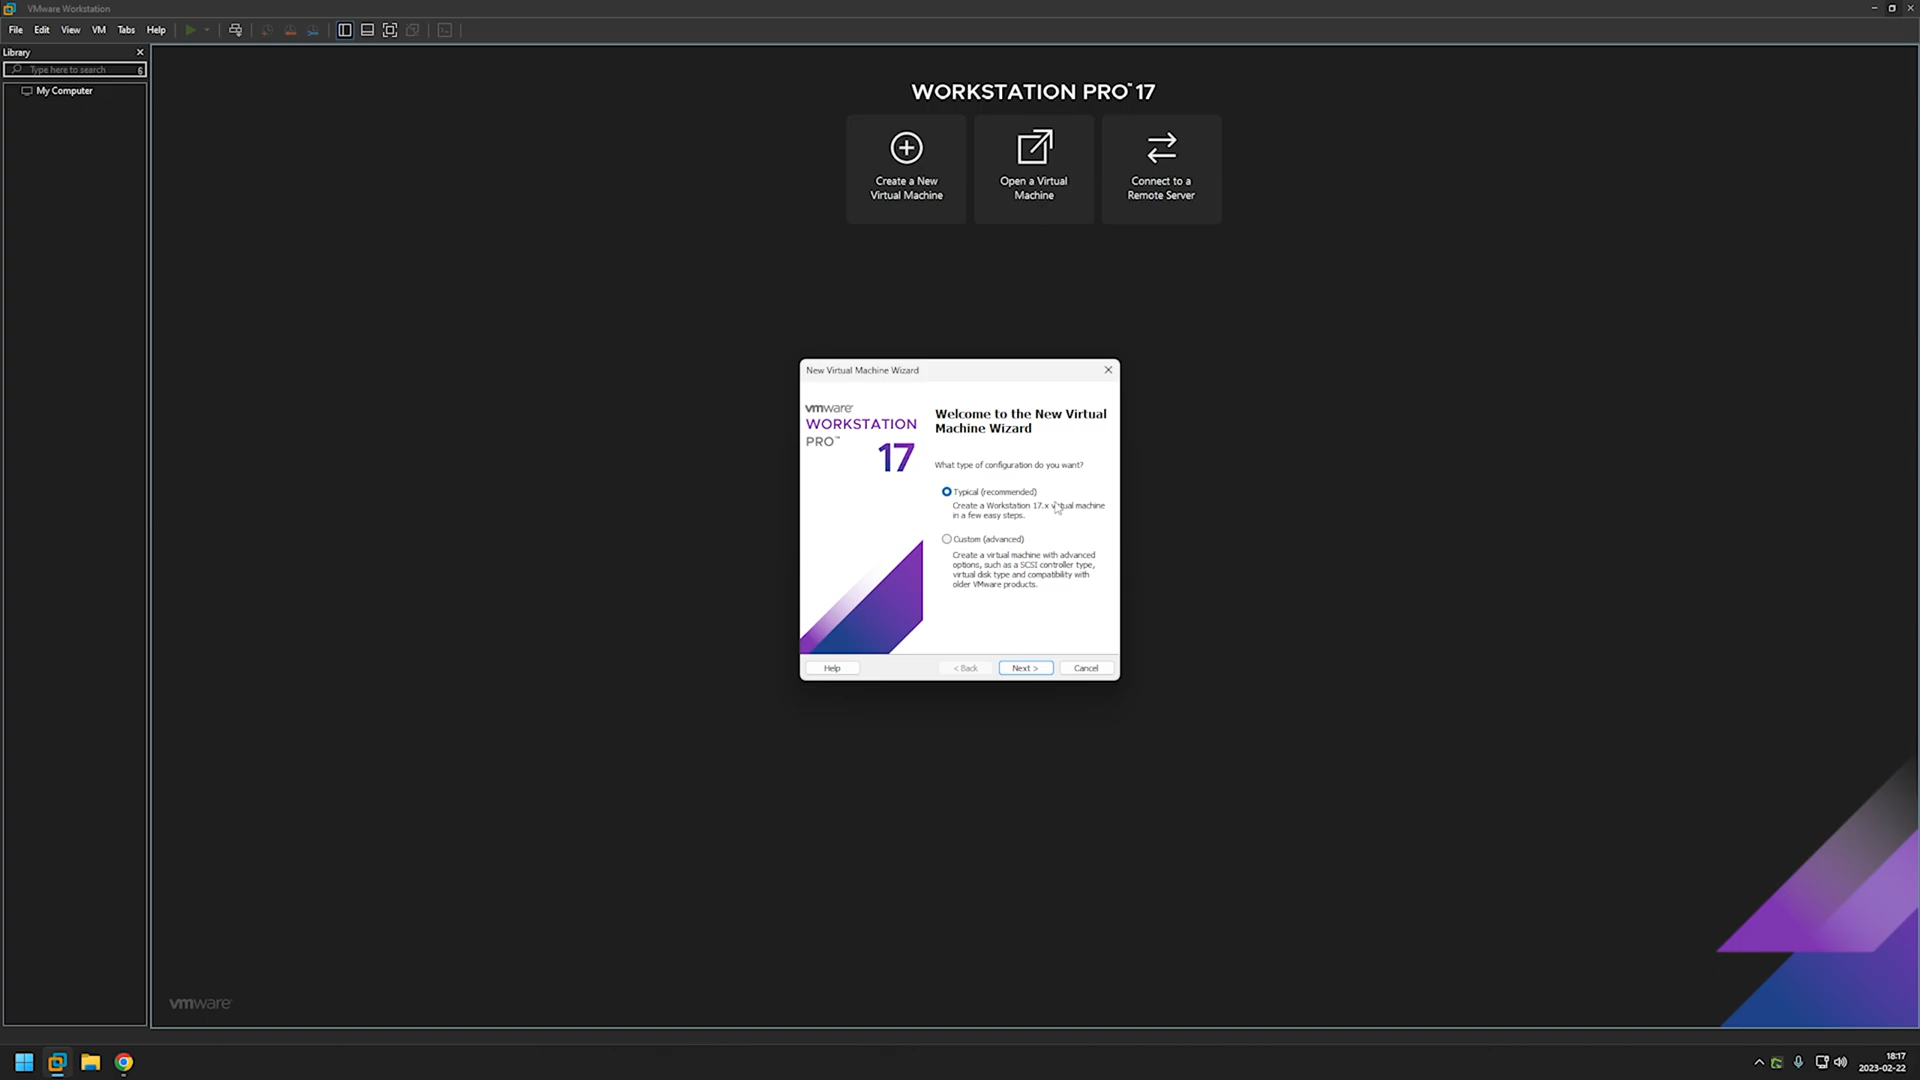 VMware Workstation
File Edit View VM Tabs Help
Library
Type here to search
My Computer
WORKSTATION PRO™ 17
Create a New
Virtual Machine
Open a Virtual
Machine
Connect to a
Remote Server
New Virtual Machine Wizard
vmware
WORKSTATION
PRO™
17
Welcome to the New Virtual
Machine Wizard
What type of configuration do you want?
Typical (recommended)
Create a Workstation 17.x virtual machine
in a few easy steps.
Custom (advanced)
Create a virtual machine with advanced
options, such as a SCSI controller type,
virtual disk type and compatibility with
older VMware products.
Help
< Back
Next >
Cancel
vmware
18:17
2023-02-22